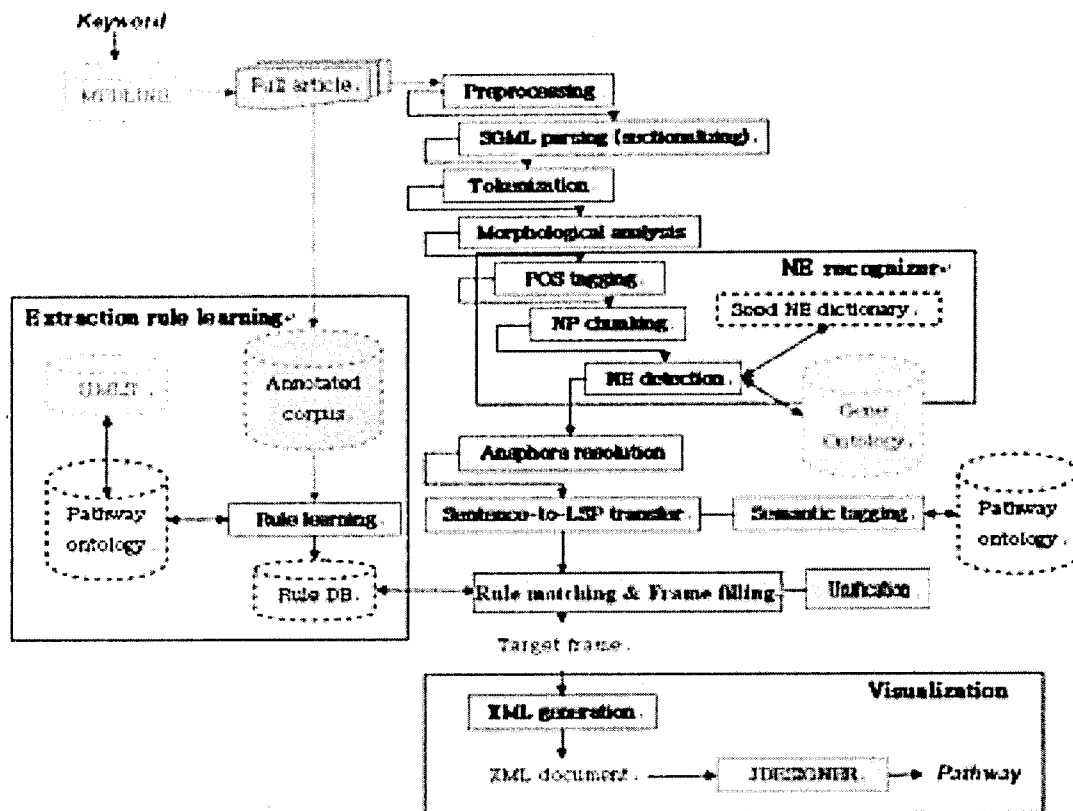 Keyword
MEDLINE
Full article.
Preprocessing
SGML parsing (sectionalizing).
Tokenization
Morphological analysis
NE recognizer
POS tagging.
Seed NE dictionary.
NP chunking.
NE detection.
Gene
Ontology.
Extraction rule learning
UMLS
Annotated
corpus.
Anaphora resolution
Pathway
ontology.
Rule learning.
Sentence-to-LSP transfer
Semantic tagging.
Pathway
ontology.
Rule DB.
Rule matching & Frame filling.
Unification
Target frame.
Visualization
XML generation.
XML document.
JDESIGNER.
Pathway